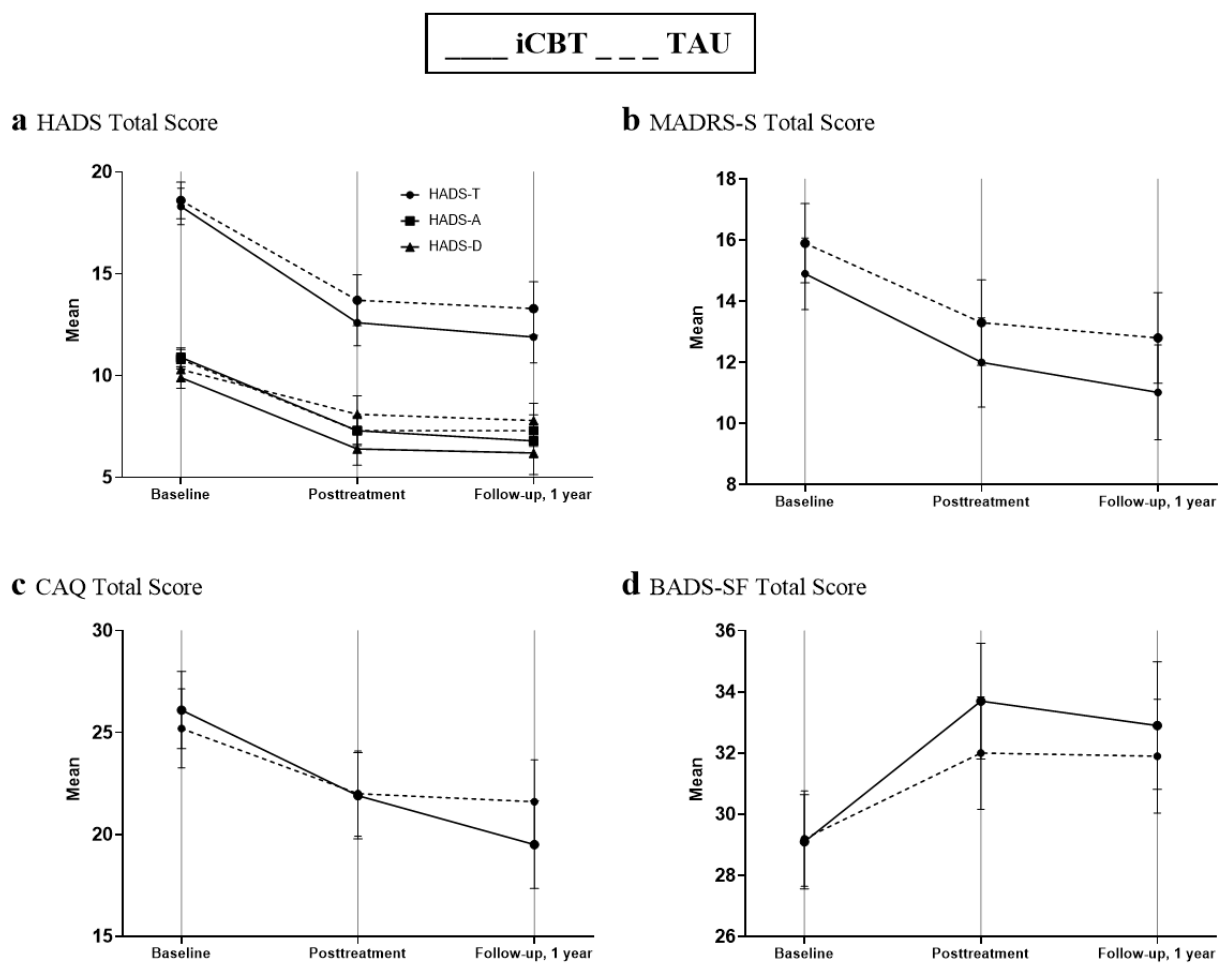 ____ iCBT _ _ _ TAU
a HADS Total Score
20
15
10
5
Mean
HADS-T
HADS-A
HADS-D
Baseline Posttreatment Follow-up, 1 year
b MADRS-S Total Score
18
16
14
12
10
8
Mean
Baseline Posttreatment Follow-up, 1 year
c CAQ Total Score
30
25
20
15
Mean
Baseline Posttreatment Follow-up, 1 year
d BADS-SF Total Score
36
34
32
30
28
26
Mean
Baseline Posttreatment Follow-up, 1 year